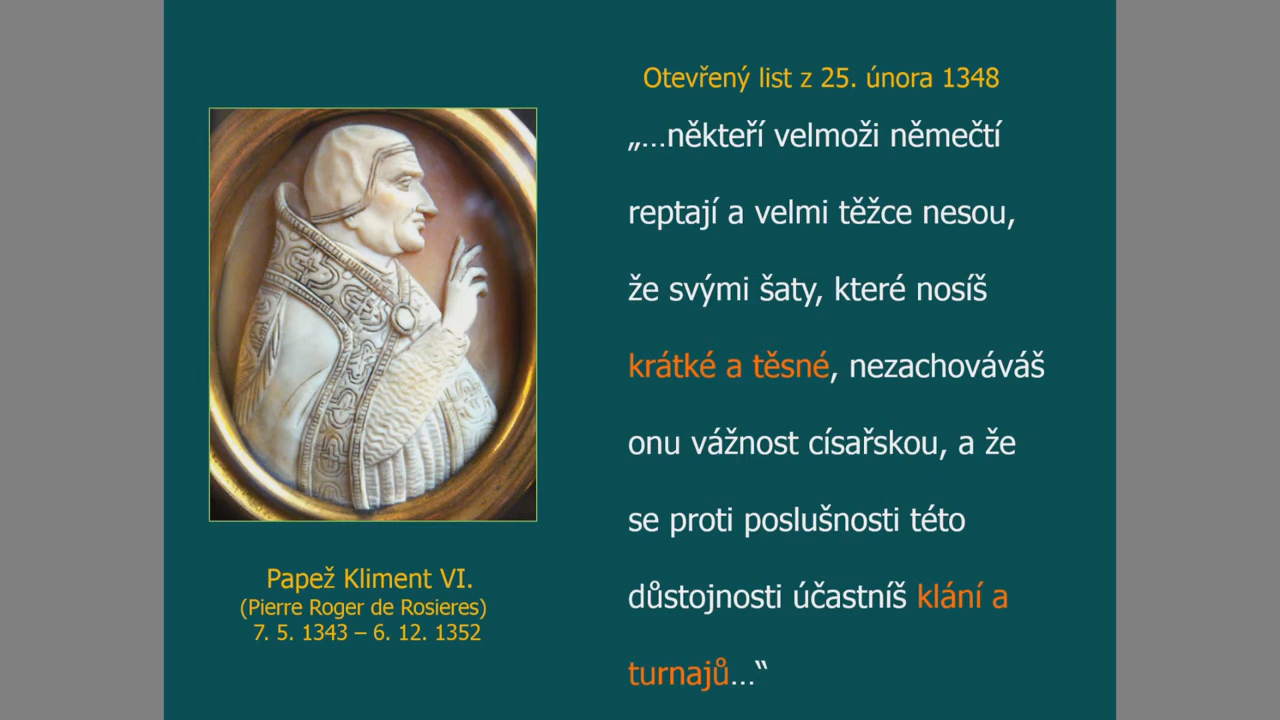 Otevřený list z 25. února 1348
„…někteří velmoži němečtí
reptají a velmi těžce nesou,
že svými šaty, které nosíš
krátké a těsné, nezachováváš
onu vážnost císařskou, a že
se proti poslušnosti této
důstojnosti účastníš klání a
turnajů…“
Papež Kliment VI.
(Pierre Roger de Rosieres)
7. 5. 1343 – 6. 12. 1352